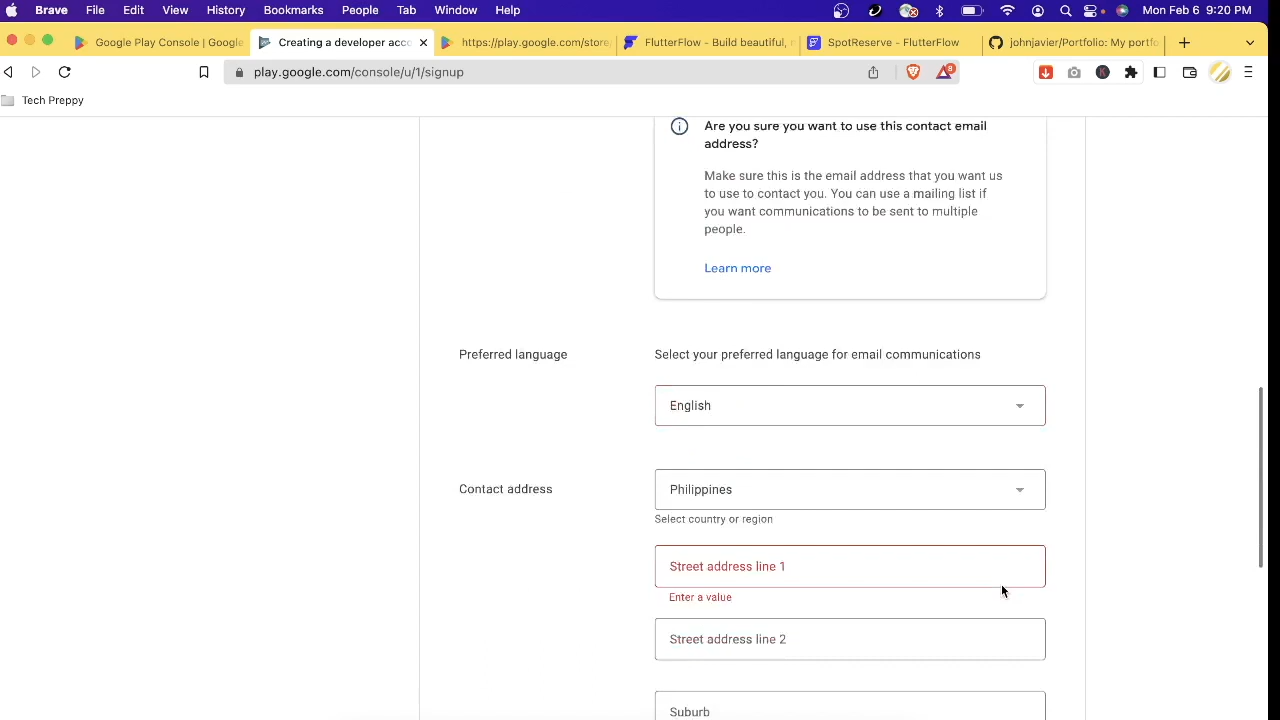 Brave File Edit View History Bookmarks People Tab Window Help Mon Feb 6 9:20 PM
Google Play Console | Google
Creating a developer acco
https://play.google.com/store
FlutterFlow - Build beautiful,
SpotReserve - FlutterFlow
johnjavier/Portfolio: My portfo
play.google.com/console/u/1/signup
8
Tech Preppy
Are you sure you want to use this contact email
address?
Make sure this is the email address that you want us
to use to contact you. You can use a mailing list if
you want communications to be sent to multiple
people.
Learn more
Preferred language
Select your preferred language for email communications
English
Contact address
Philippines
Select country or region
Street address line 1
Enter a value
Street address line 2
Suburb